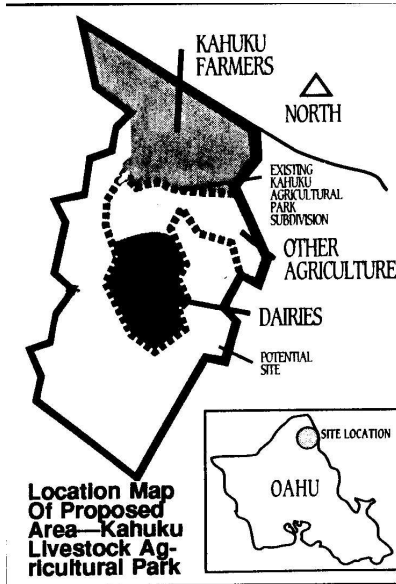 KAHUKU
FARMERS
NORTH
EXISTING
KAHUKU
AGRICULTURAL
PARK
SUBDIVISION
OTHER
AGRICULTURE
DAIRIES
POTENTIAL
SITE
SITE LOCATION
OAHU
Location Map
Of Proposed
Area—Kahuku
Livestock Ag-
ricultural Park